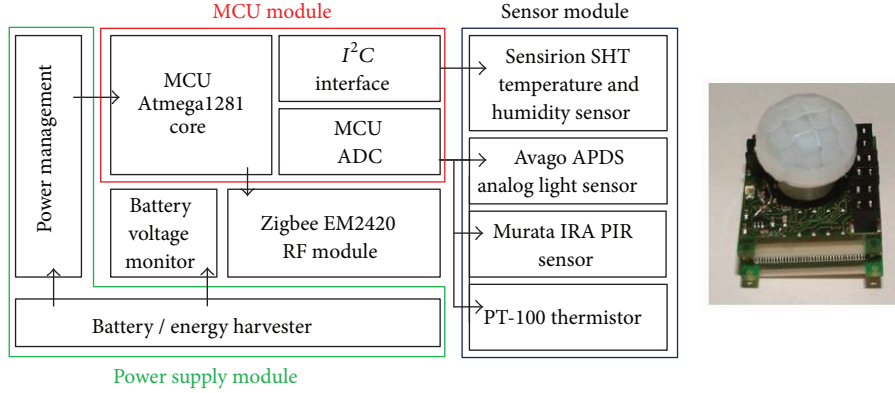 MCU module
Sensor module
Power management
MCU
Atmega1281
core
I²C
interface
MCU
ADC
Sensirion SHT
temperature and
humidity sensor
Avago APDS
analog light sensor
Battery
voltage
monitor
Zigbee EM2420
RF module
Murata IRA PIR
sensor
Battery / energy harvester
PT-100 thermistor
Power supply module